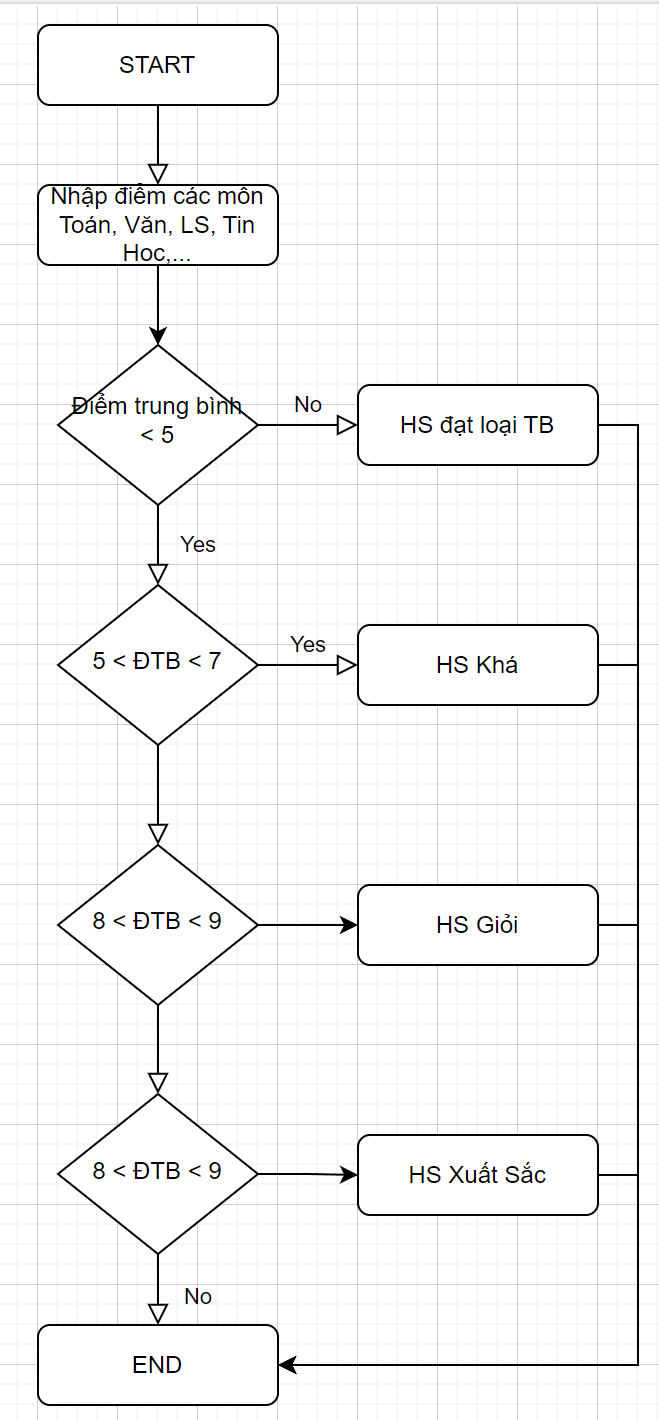 START
Nhập điểm các môn
Toán, Văn, LS, Tin
Học,...
Điểm trung bình
< 5
No
HS đạt loại TB
Yes
5 < ĐTB < 7
Yes
HS Khá
8 < ĐTB < 9
HS Giỏi
8 < ĐTB < 9
HS Xuất Sắc
No
END